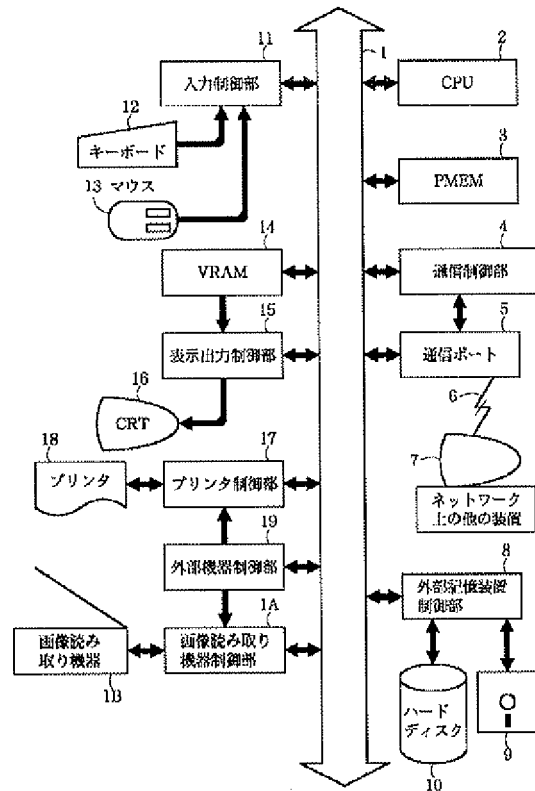 11
入力制御部
12
キーボード
13 マウス
14
VRAM
15
表示出力制御部
16
CRT
17
18
プリンタ
プリンタ制御部
19
外部機器制御部
1A
画像読み取り
機器制御部
画像読み
取り機器
1B
1
2
CPU
3
PMEM
4
通信制御部
5
通信ポート
6
7
ネットワーク
上の他の装置
8
外部記憶装置
制御部
ハード
ディスク
10
9